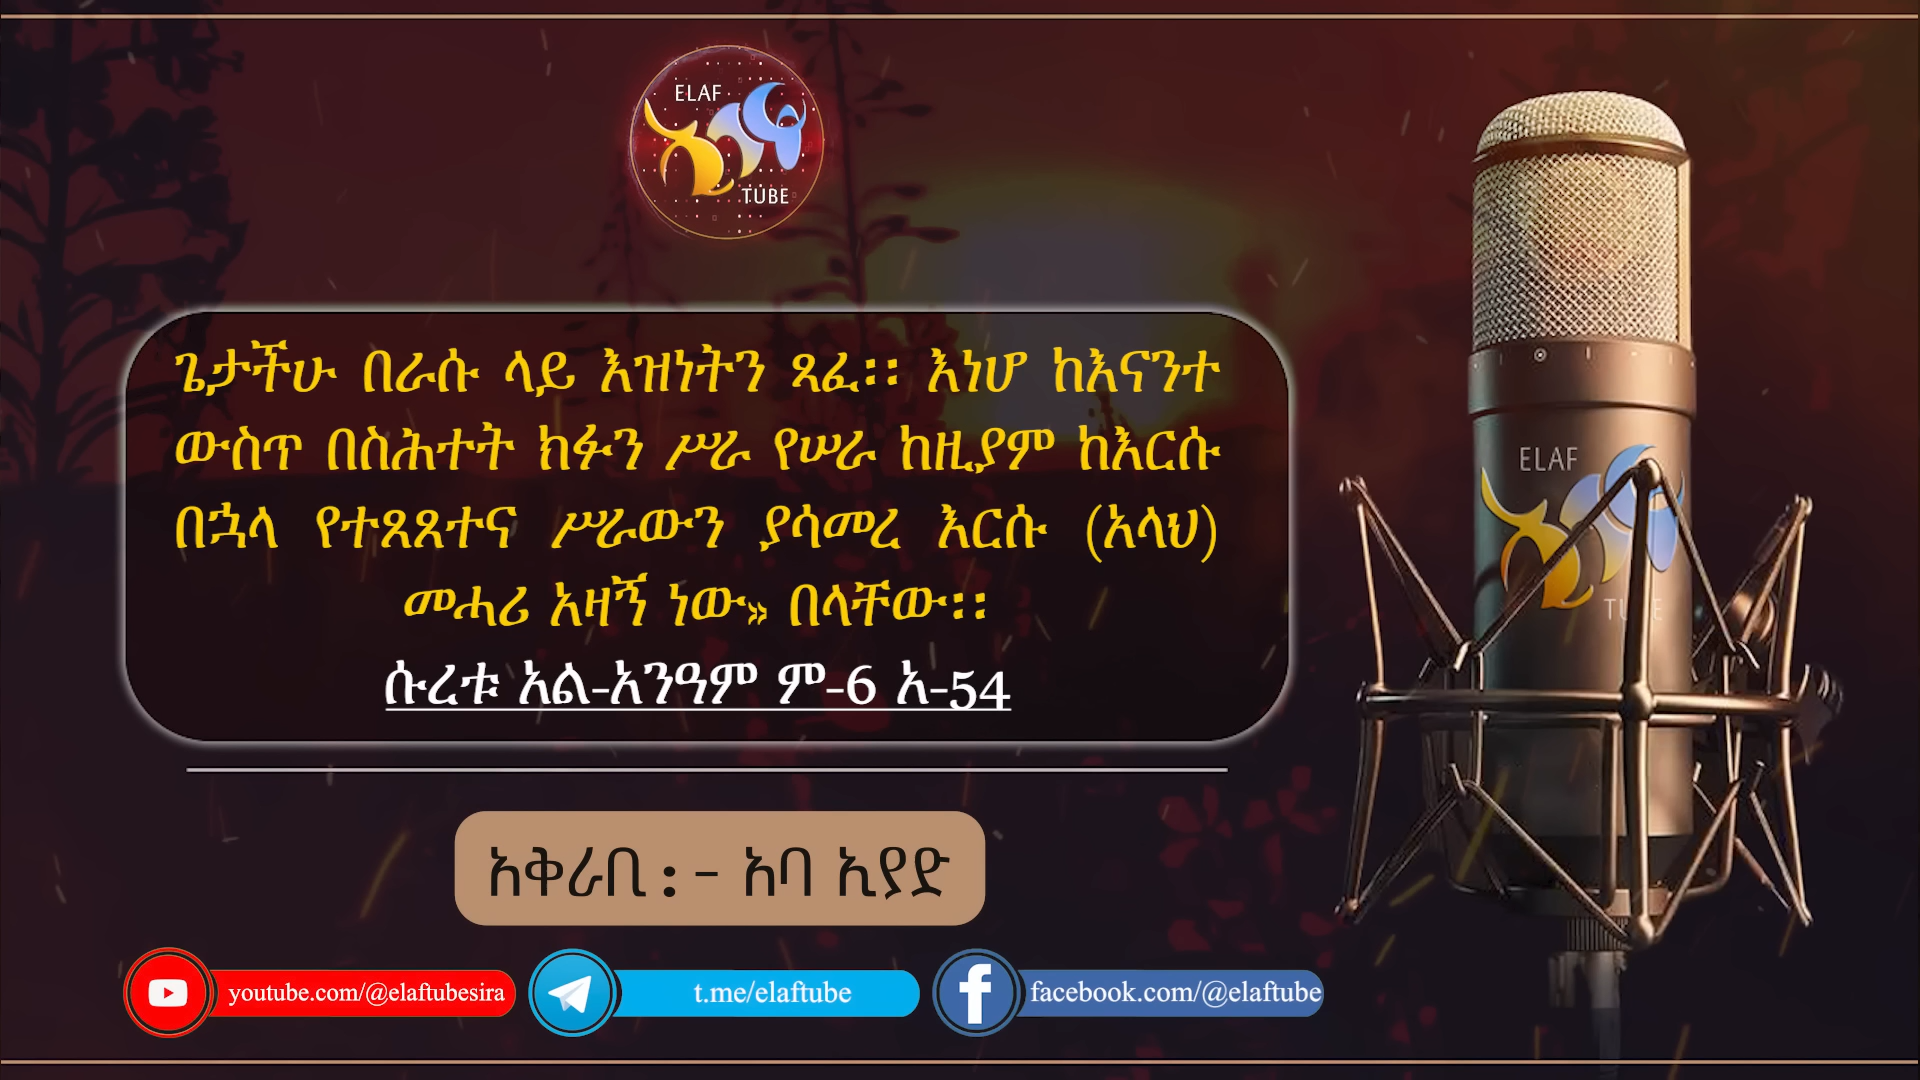 ELAF
ኢላፍ
TUBE
ጌታችሁ በራሱ ላይ እዝነትን ጻፈ፡፡ እነሆ ከእናንተ
ውስጥ በስሕተት ክፉን ሥራ የሠራ ከዚያም ከእርሱ
በኋላ የተጸጸተና ሥራውን ያሳመረ እርሱ (አላህ)
መሓሪ አዛኝ ነው» በላቸው፡፡
ሱረቱ አል-አንዓም ም-6 አ-54
አቅራቢ :- አባ ኢያድ
youtube.com/@elaftubesira
t.me/elaftube
facebook.com/@elaftube
ELAF
ኢላፍ